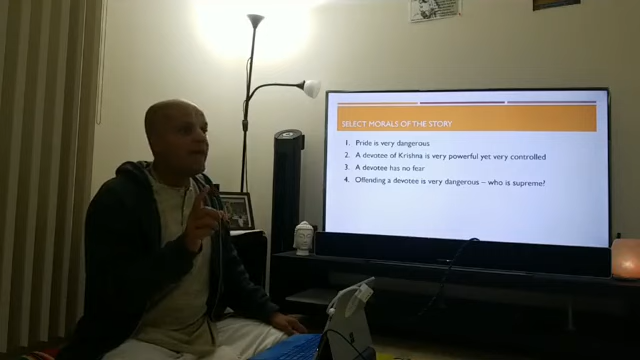 SELECT MORALS OF THE STORY
1. Pride is very dangerous
2. A devotee of Krishna is very powerful yet very controlled
3. A devotee has no fear
4. Offending a devotee is very dangerous – who is supreme?